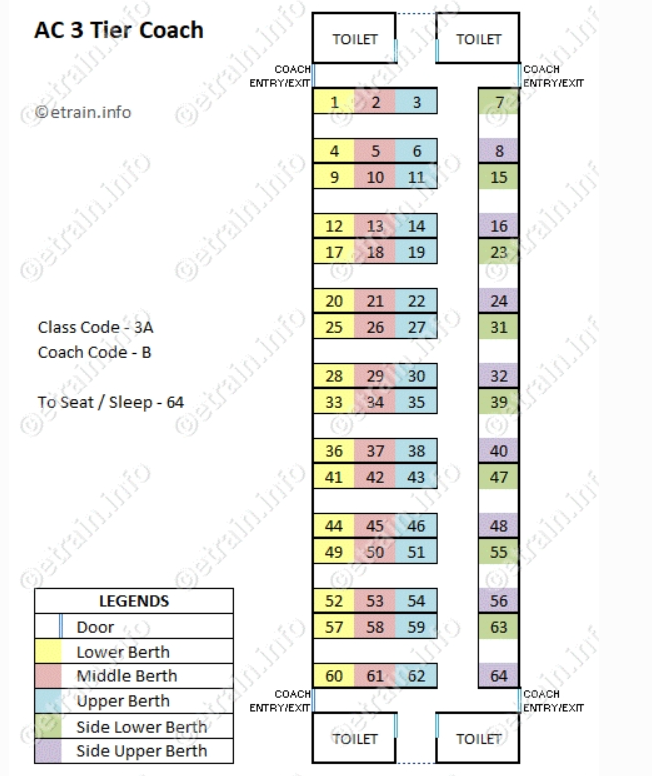 AC 3 Tier Coach
TOILET TOILET
COACH ENTRY/EXIT COACH ENTRY/EXIT
©etrain.info
1 2 3 7
4 5 6 8
9 10 11 15
12 13 14 16
17 18 19 23
20 21 22 24
25 26 27 31
Class Code - 3A
Coach Code - B
28 29 30 32
33 34 35 39
To Seat / Sleep - 64
36 37 38 40
41 42 43 47
44 45 46 48
49 50 51 55
52 53 54 56
57 58 59 63
60 61 62 64
LEGENDS
Door
Lower Berth
Middle Berth
Upper Berth
Side Lower Berth
Side Upper Berth
COACH ENTRY/EXIT COACH ENTRY/EXIT
TOILET TOILET
©etrain.info